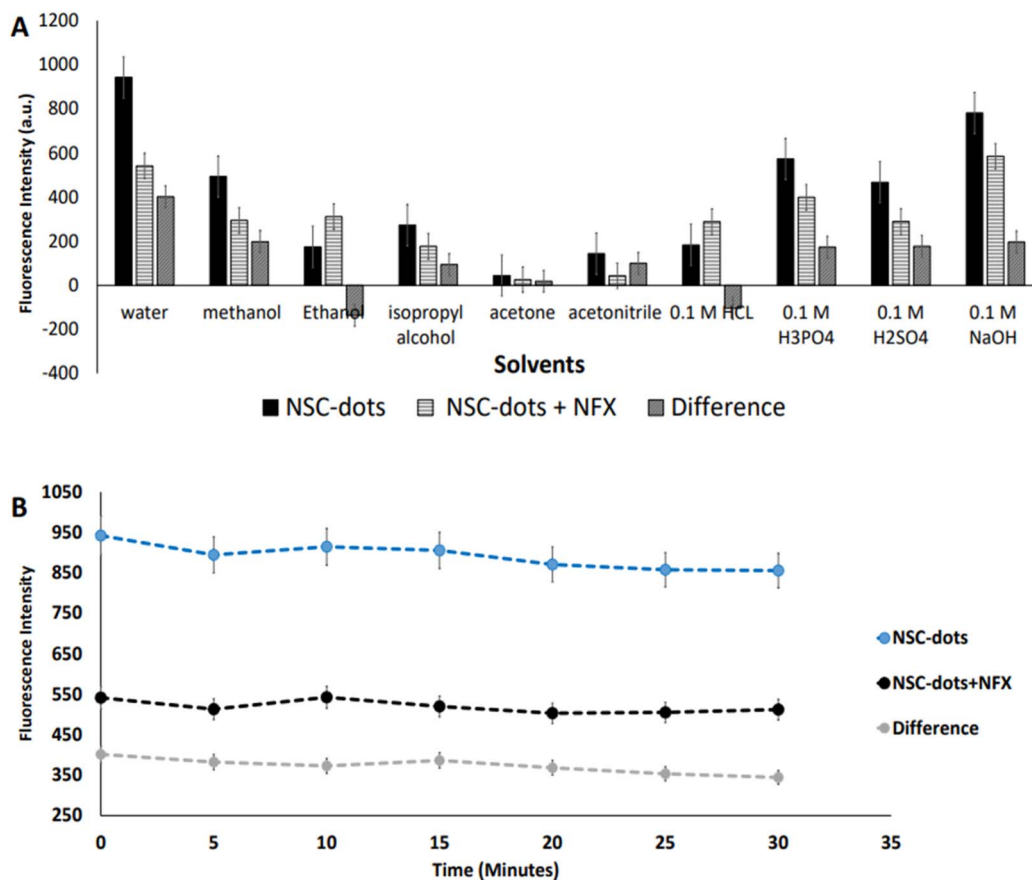 A
Fluorescence Intensity (a.u.)
1200
1000
800
600
400
200
0
-200
-400
water methanol Ethanol isopropyl alcohol acetone acetonitrile 0.1 M HCL 0.1 M H3PO4 0.1 M H2SO4 0.1 M NaOH
Solvents
NSC-dots NSC-dots + NFX Difference
B
Fluorescence Intensity
1050
950
850
750
650
550
450
350
250
0 5 10 15 20 25 30 35
Time (Minutes)
NSC-dots
NSC-dots+NFX
Difference